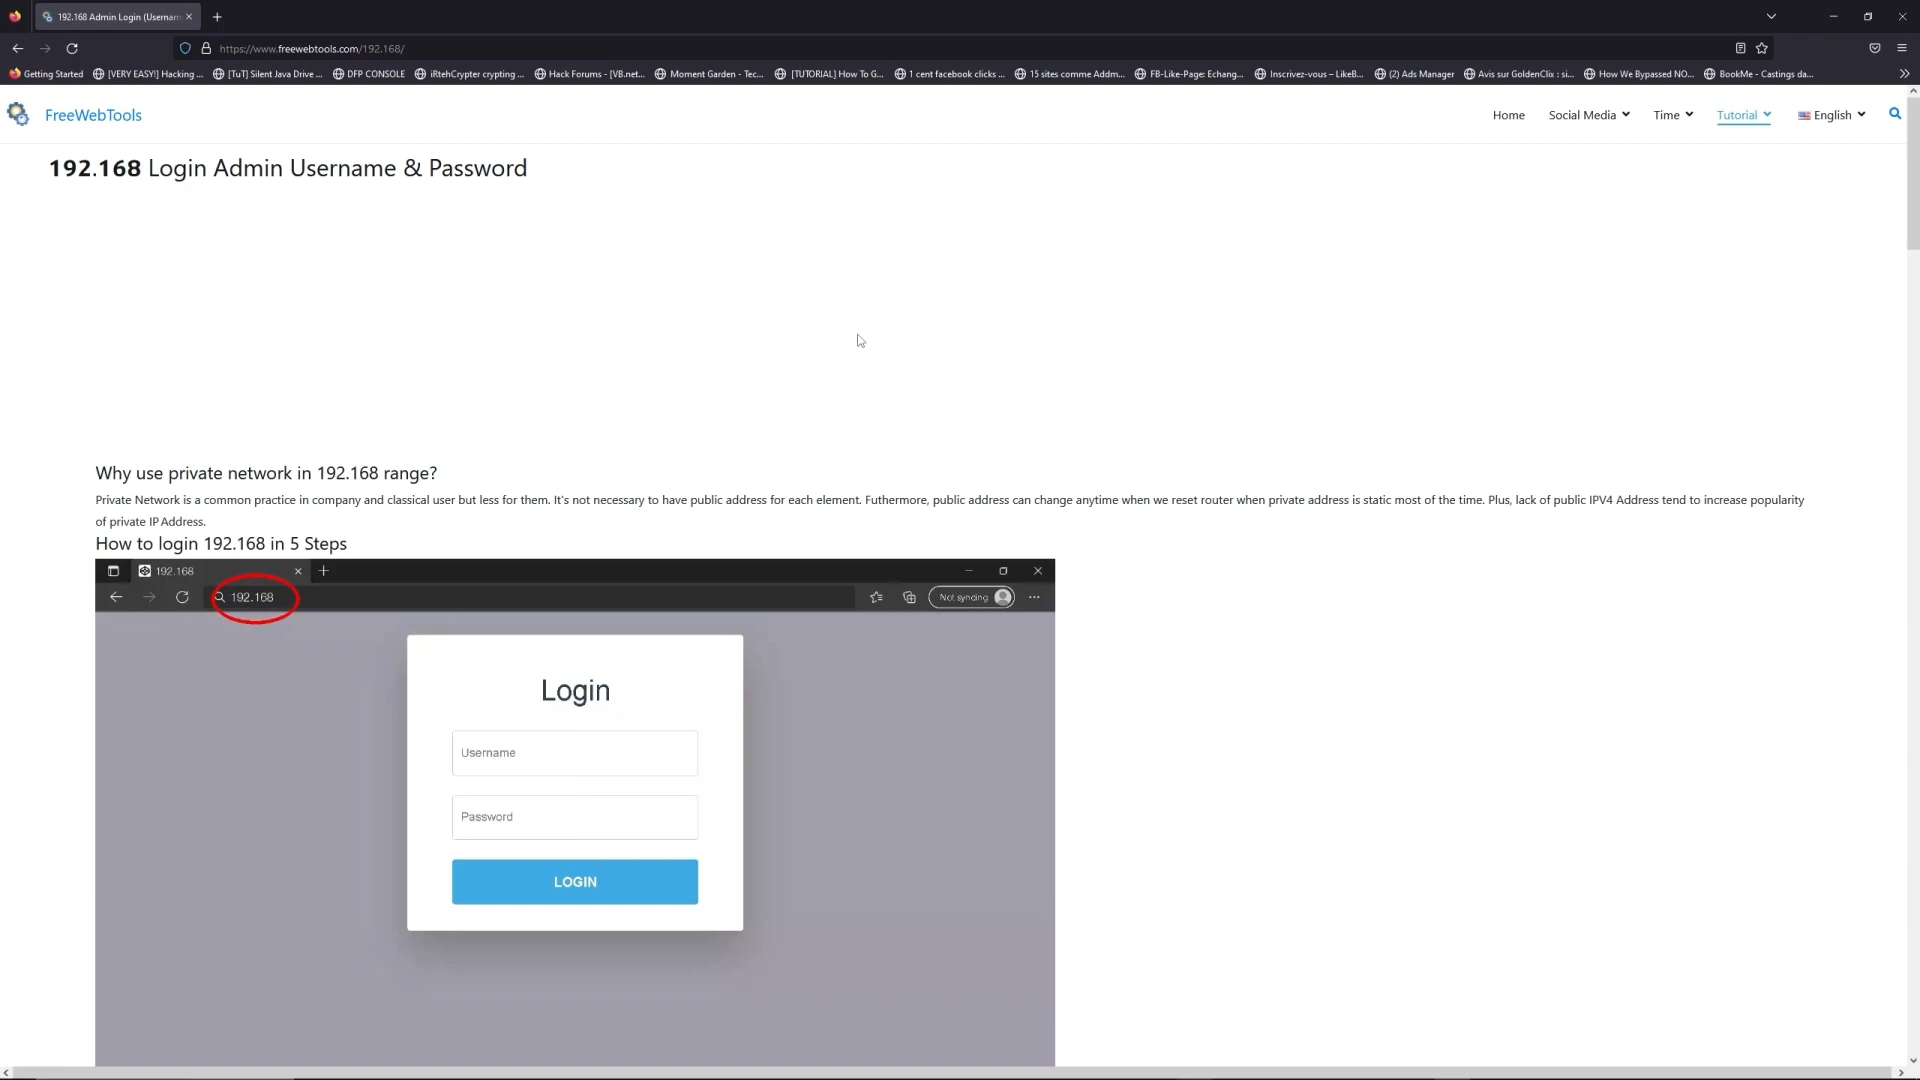 192.168 Admin Login (Usernam
https://www.freewebtools.com/192.168/
Getting Started
[VERY EASY!] Hacking ...
[TuT] Silent Java Drive ...
DFP CONSOLE
iRtehCrypter crypting ...
Hack Forums - [VB.net...
Moment Garden - Tec...
[TUTORIAL] How To G...
1 cent facebook clicks ...
15 sites comme Addm...
FB-Like-Page: Echang...
Inscrivez-vous – LikeB...
(2) Ads Manager
Avis sur GoldenClix : si...
How We Bypassed NO...
BookMe - Castings da...
FreeWebTools
Home
Social Media
Time
Tutorial
English
192.168 Login Admin Username & Password
Why use private network in 192.168 range?
Private Network is a common practice in company and classical user but less for them. It's not necessary to have public address for each element. Futhermore, public address can change anytime when we reset router when private address is static most of the time. Plus, lack of public IPV4 Address tend to increase popularity
of private IP Address.
How to login 192.168 in 5 Steps
192.168
192.168
Not syncing
Login
Username
Password
LOGIN